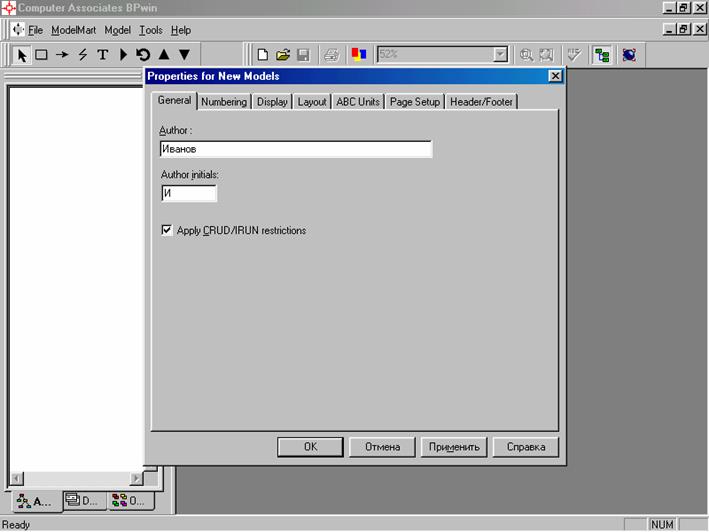 Computer Associates BPwin
File ModelMart Model Tools Help
T 52%
Properties for New Models
General Numbering Display Layout ABC Units Page Setup Header/Footer
Author :
Иванов
Author initials:
И
Apply CRUD/IRUN restrictions
OK Отмена Применить Справка
A... D... O...
Ready NUM